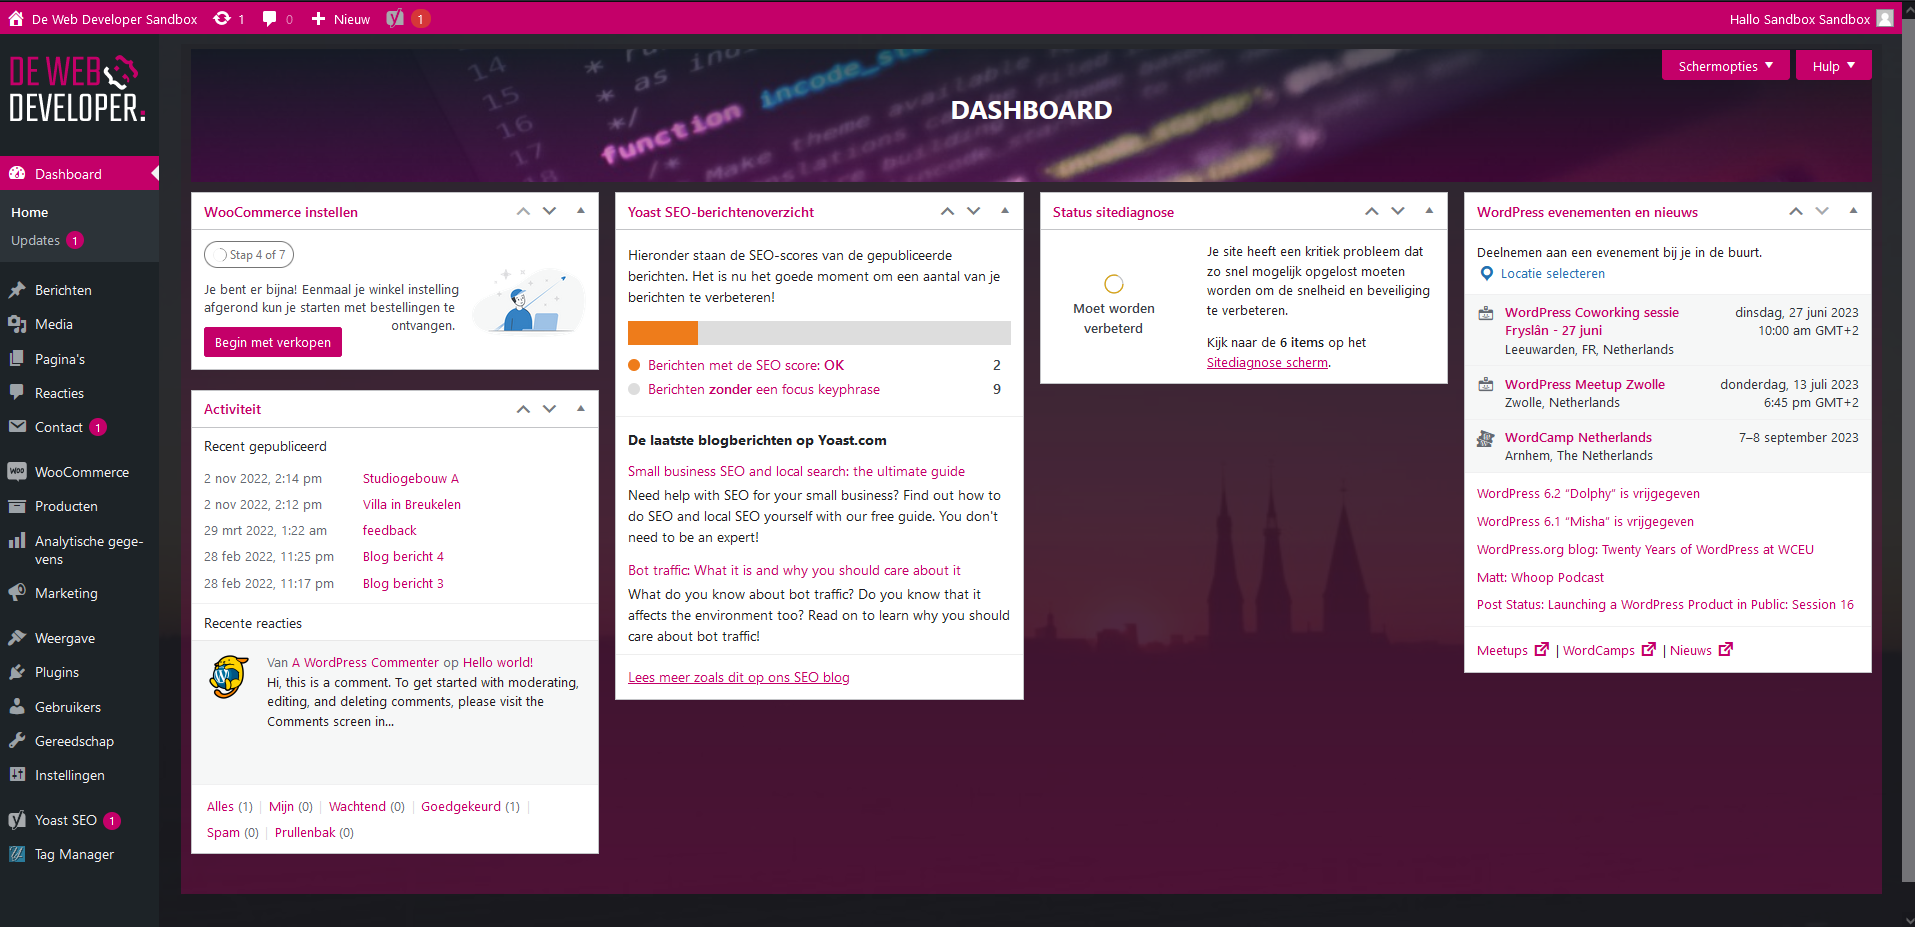 De Web Developer Sandbox
1
0
Nieuw
1
Hallo Sandbox Sandbox
DE WEB
DEVELOPER.
Dashboard
Home
Updates 1
Berichten
Media
Pagina's
Reacties
Contact 1
WooCommerce
Producten
Analytische gege-
vens
Marketing
Weergave
Plugins
Gebruikers
Gereedschap
Instellingen
Yoast SEO 1
Tag Manager
14
15
16
17
18
*
* as
*/
function incode_
/*
* Make theme available
Schermopties
Hulp
DASHBOARD
WooCommerce instellen
Stap 4 of 7
Je bent er bijna! Eenmaal je winkel instelling
afgerond kun je starten met bestellingen te
ontvangen.
Begin met verkopen
Activiteit
Recent gepubliceerd
2 nov 2022, 2:14 pm Studiogebouw A
2 nov 2022, 2:12 pm Villa in Breukelen
29 mrt 2022, 1:22 am feedback
28 feb 2022, 11:25 pm Blog bericht 4
28 feb 2022, 11:17 pm Blog bericht 3
Recente reacties
Van A WordPress Commenter op Hello world!
Hi, this is a comment. To get started with moderating,
editing, and deleting comments, please visit the
Comments screen in...
Alles (1) | Mijn (0) | Wachtend (0) | Goedgekeurd (1) |
Spam (0) | Prullenbak (0)
Yoast SEO-berichtenoverzicht
Hieronder staan de SEO-scores van de gepubliceerde
berichten. Het is nu het goede moment om een aantal van je
berichten te verbeteren!
Berichten met de SEO score: OK 2
Berichten zonder een focus keyphrase 9
De laatste blogberichten op Yoast.com
Small business SEO and local search: the ultimate guide
Need help with SEO for your small business? Find out how to
do SEO and local SEO yourself with our free guide. You don't
need to be an expert!
Bot traffic: What it is and why you should care about it
What do you know about bot traffic? Do you know that it
affects the environment too? Read on to learn why you should
care about bot traffic!
Lees meer zoals dit op ons SEO blog
Status sitediagnose
Moet worden
verbeterd
Je site heeft een kritiek probleem dat
zo snel mogelijk opgelost moeten
worden om de snelheid en beveiliging
te verbeteren.
Kijk naar de 6 items op het
Sitediagnose scherm.
WordPress evenementen en nieuws
Deelnemen aan een evenement bij je in de buurt.
Locatie selecteren
WordPress Coworking sessie dinsdag, 27 juni 2023
Fryslân - 27 juni 10:00 am GMT+2
Leeuwarden, FR, Netherlands
WordPress Meetup Zwolle donderdag, 13 juli 2023
Zwolle, Netherlands 6:45 pm GMT+2
WordCamp Netherlands 7–8 september 2023
Arnhem, The Netherlands
WordPress 6.2 “Dolphy” is vrijgegeven
WordPress 6.1 “Misha” is vrijgegeven
WordPress.org blog: Twenty Years of WordPress at WCEU
Matt: Whoop Podcast
Post Status: Launching a WordPress Product in Public: Session 16
Meetups | WordCamps | Nieuws